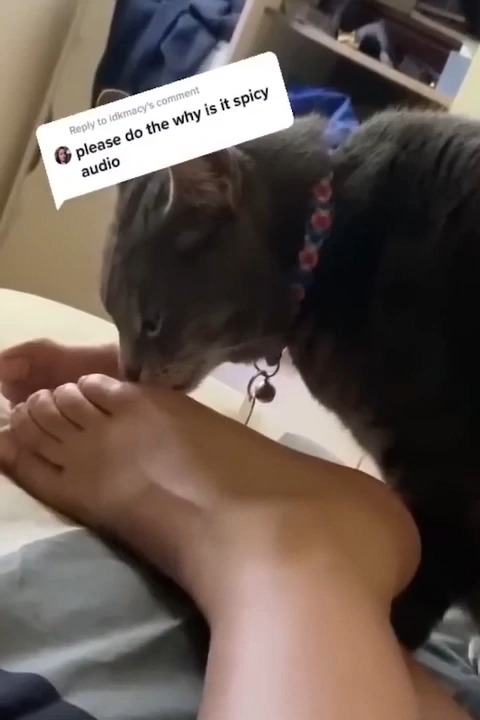 Reply to idkmacy's comment
please do the why is it spicy
audio